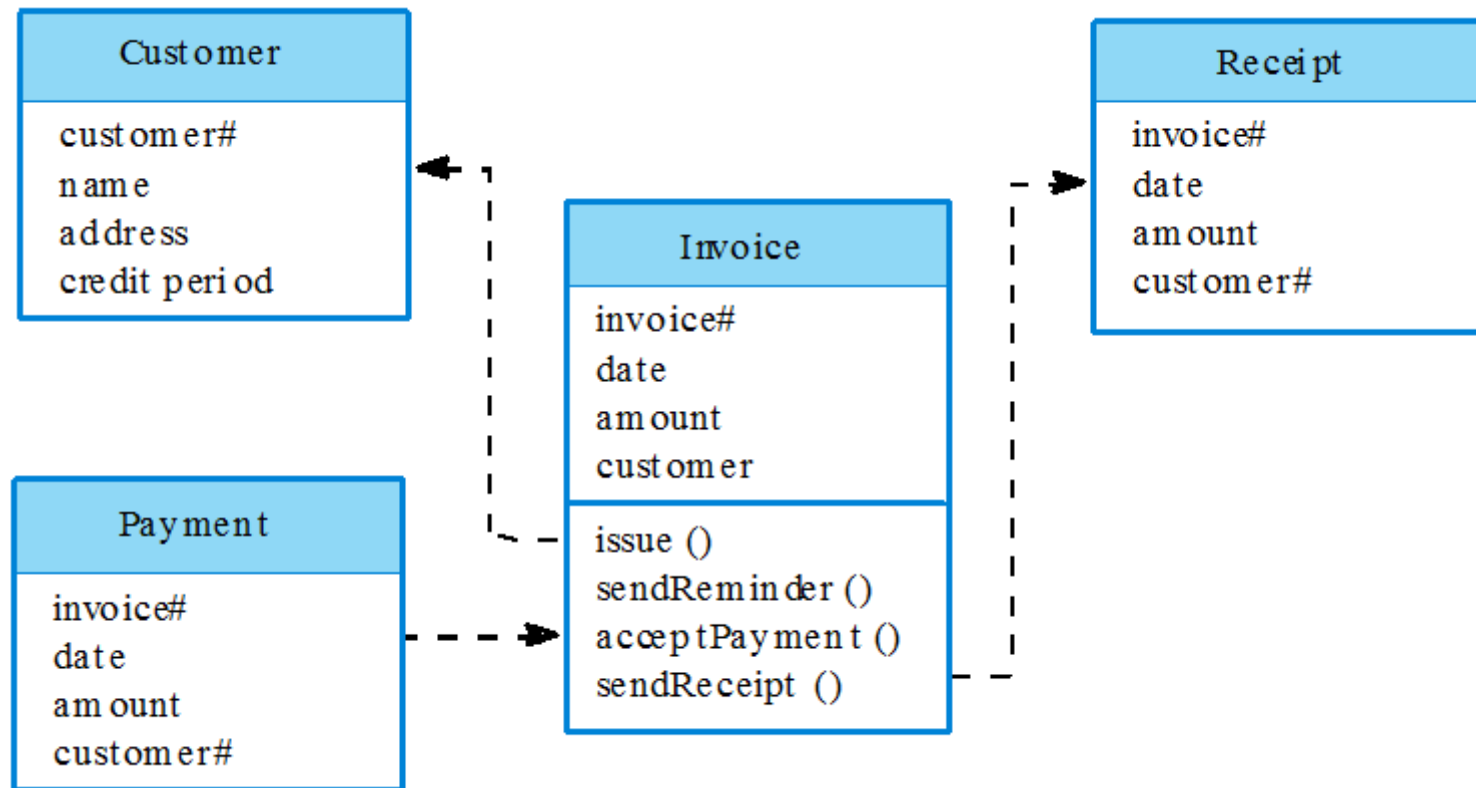 Customer
customer#
name
address
credit period
Receipt
invoice#
date
amount
customer#
Invoice
invoice#
date
amount
customer
issue ()
sendReminder ()
acceptPayment ()
sendReceipt ()
Payment
invoice#
date
amount
customer#